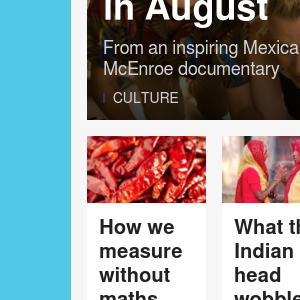 in August
From an inspiring Mexica
McEnroe documentary
CULTURE
How we
measure
without
maths
What th
Indian
head
wobble